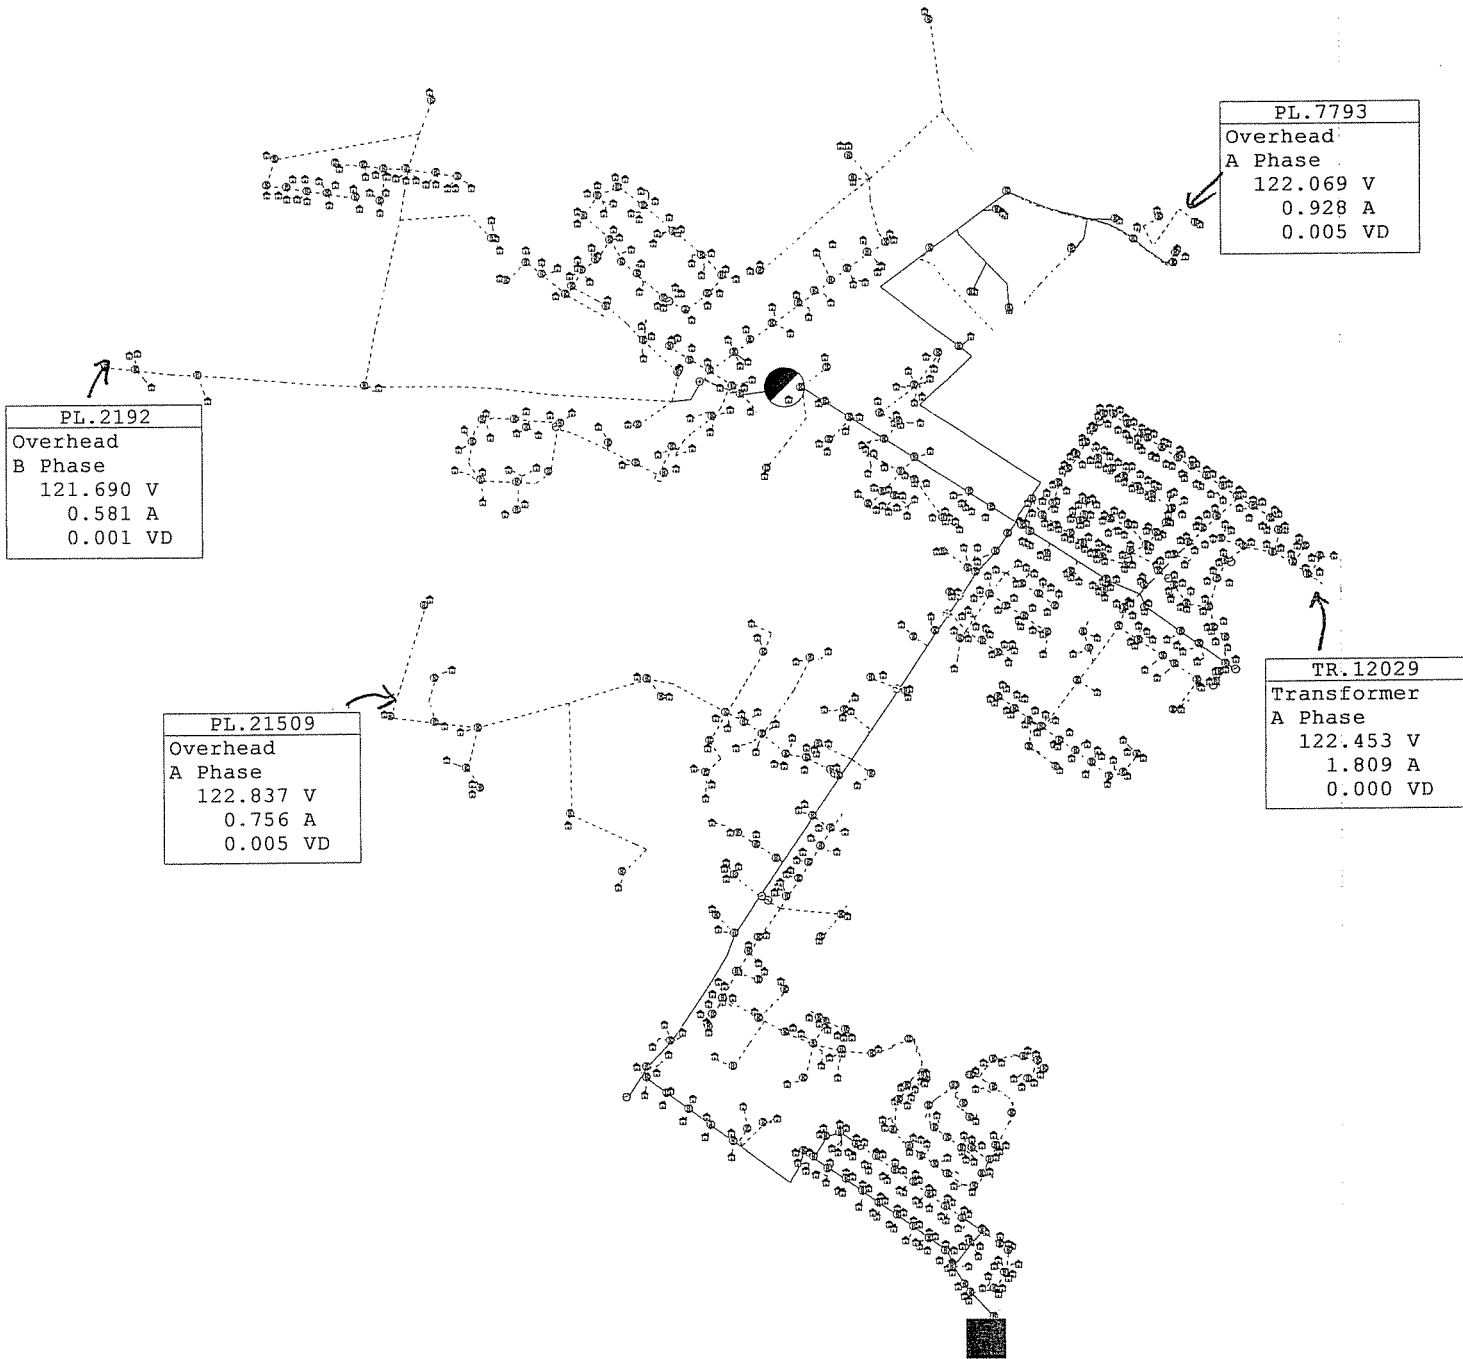 PL.7793
Overhead
A Phase
122.069 V
0.928 A
0.005 VD
PL.2192
Overhead
B Phase
121.690 V
0.581 A
0.001 VD
TR.12029
Transformer
A Phase
122.453 V
1.809 A
0.000 VD
PL.21509
Overhead
A Phase
122.837 V
0.756 A
0.005 VD